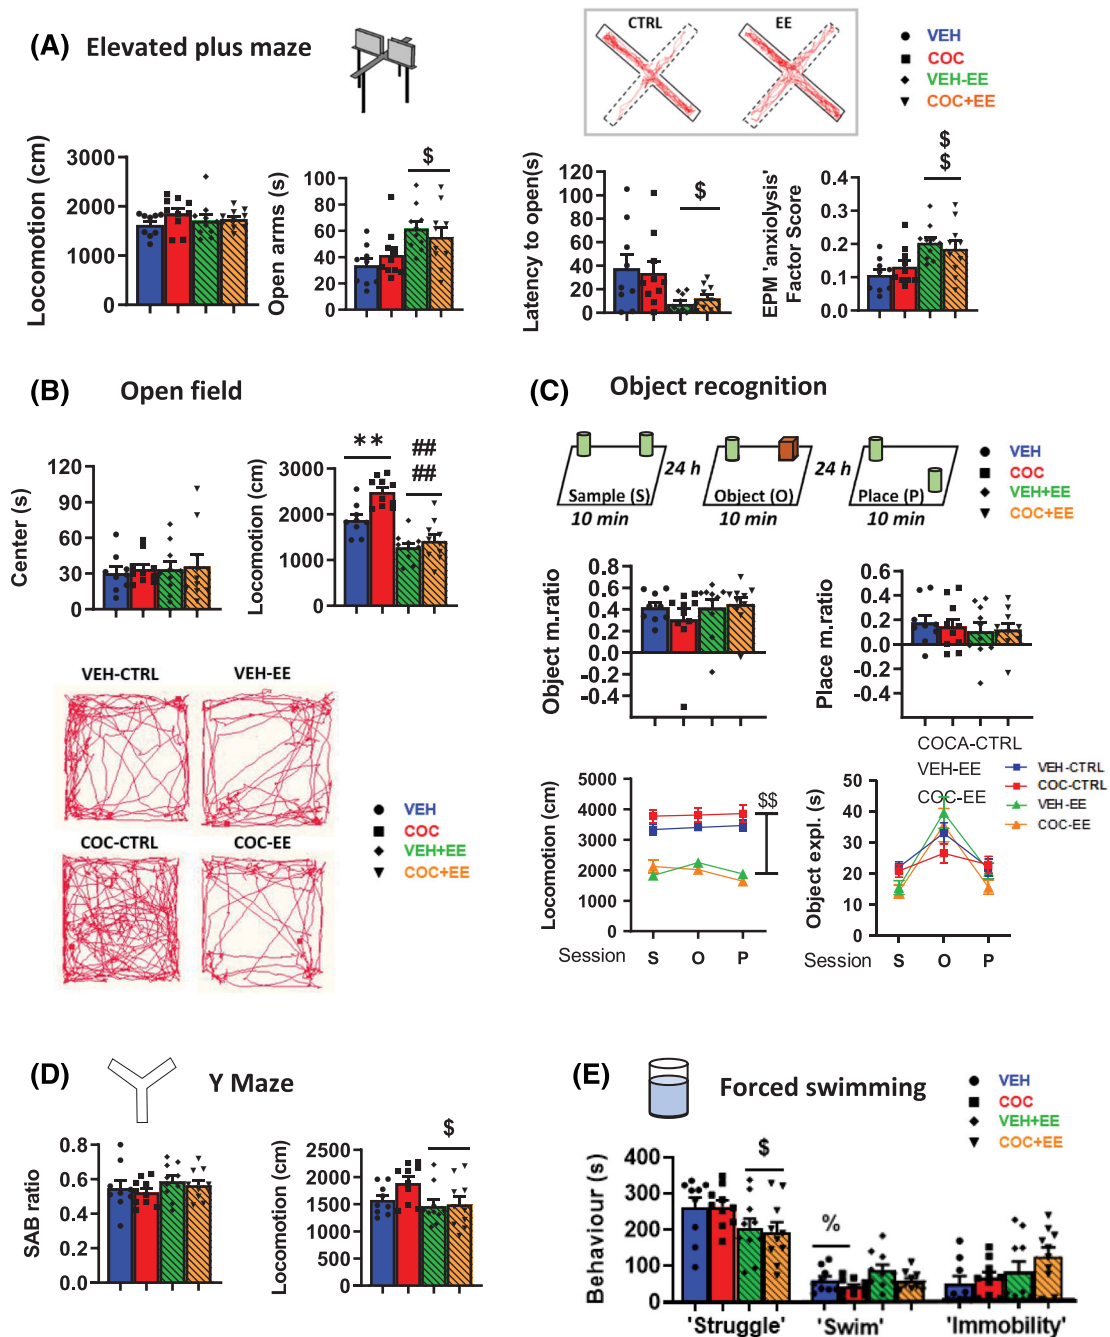 (A) Elevated plus maze
CTRL EE
VEH
COC
VEH-EE
COC+EE
Locomotion (cm)
3000
2000
1000
0
Open arms (s)
100
80
60
40
20
0
$
Latency to open(s)
120
100
80
60
40
20
0
$
EPM 'anxiolysis'
Factor Score
0.4
0.3
0.2
0.1
0.0
$
$
(B) Open field
Center (s)
120
90
60
30
0
Locomotion (cm)
3000
2000
1000
0
**
##
##
VEH-CTRL VEH-EE
COC-CTRL COC-EE
VEH
COC
VEH+EE
COC+EE
(C) Object recognition
Sample (S) 24 h Object (O) 24 h Place (P)
10 min 10 min 10 min
VEH
COC
VEH+EE
COC+EE
Object m.ratio
0.8
0.6
0.4
0.2
0.0
-0.2
-0.4
Place m.ratio
0.6
0.4
0.2
0.0
-0.2
-0.4
COCA-CTRL
VEH-EE
COC-EE
Locomotion (cm)
5000
4000
3000
2000
1000
0
$$
Session S O P
Object expl. (s)
50
40
30
20
10
0
Session S O P
VEH-CTRL
COC-CTRL
VEH-EE
COC-EE
(D) Y Maze
SAB ratio
0.8
0.6
0.4
0.2
0.0
Locomotion (cm)
2500
2000
1500
1000
500
0
$
(E) Forced swimming
VEH
COC
VEH+EE
COC+EE
Behaviour (s)
400
300
200
100
0
$
%
'Struggle' 'Swim' 'Immobility'